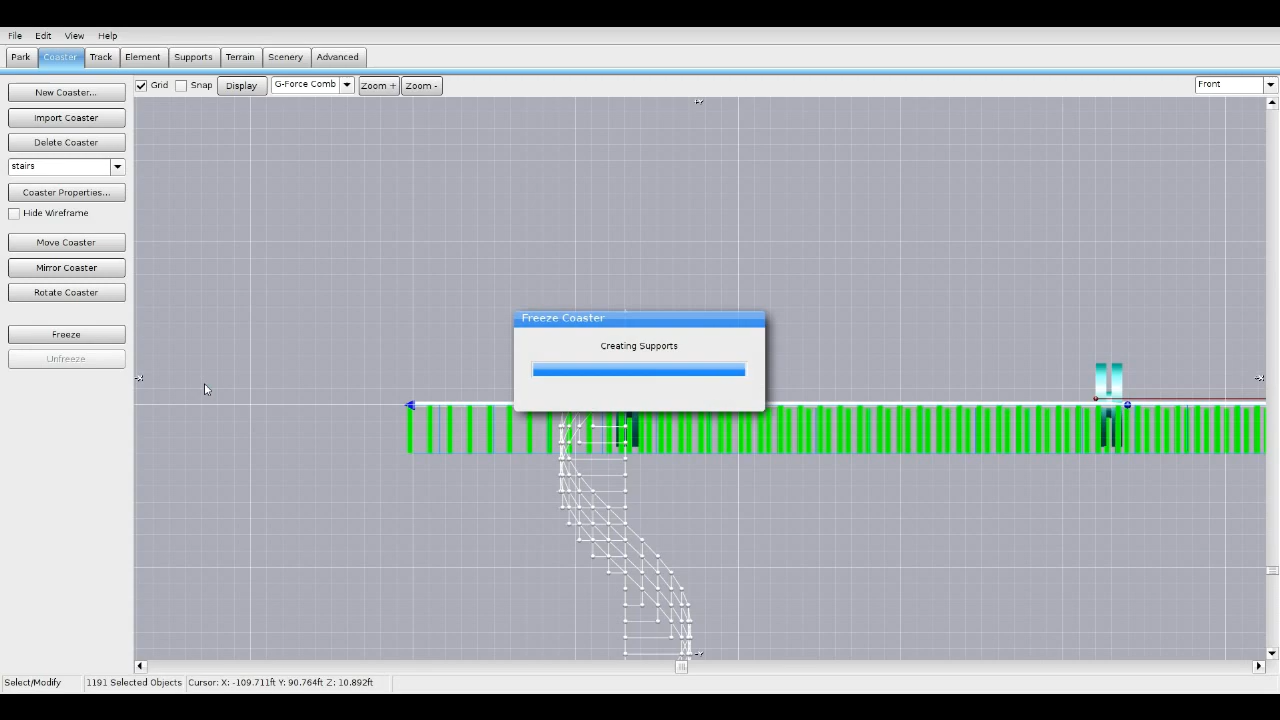 File Edit View Help
Park Coaster Track Element Supports Terrain Scenery Advanced
New Coaster...
Import Coaster
Delete Coaster
stairs
Coaster Properties...
Hide Wireframe
Move Coaster
Mirror Coaster
Rotate Coaster
Freeze
Unfreeze
Grid Snap Display G-Force Comb Zoom + Zoom - Front
Freeze Coaster
Creating Supports
Select/Modify 1191 Selected Objects Cursor: X: -109.711ft Y: 90.764ft Z: 10.892ft